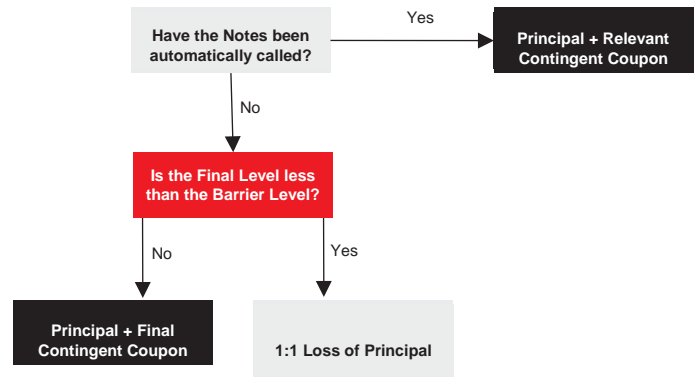 Have the Notes been
automatically called?
Yes
Principal + Relevant
Contingent Coupon
No
Is the Final Level less
than the Barrier Level?
No
Yes
Principal + Final
Contingent Coupon
1:1 Loss of Principal